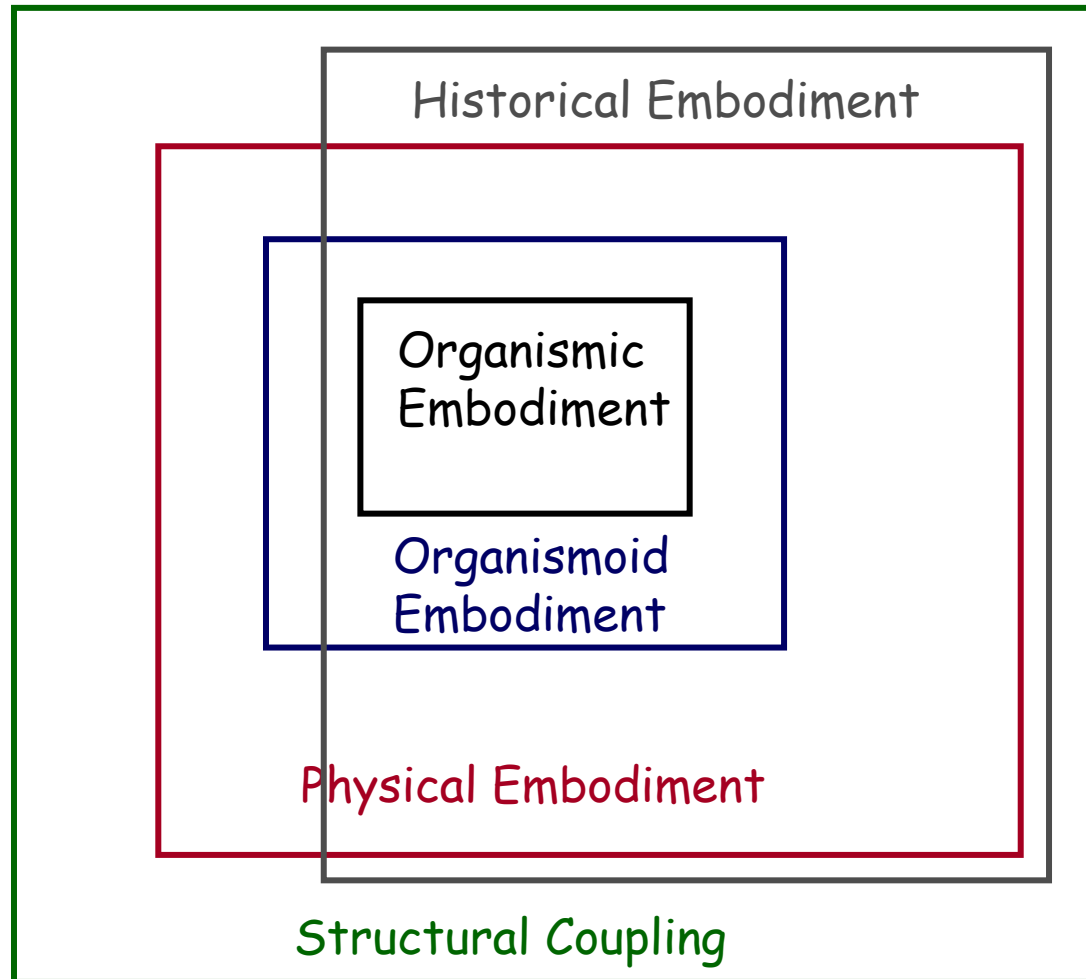 Historical Embodiment
Organismic
Embodiment
Organismoid
Embodiment
Physical Embodiment
Structural Coupling